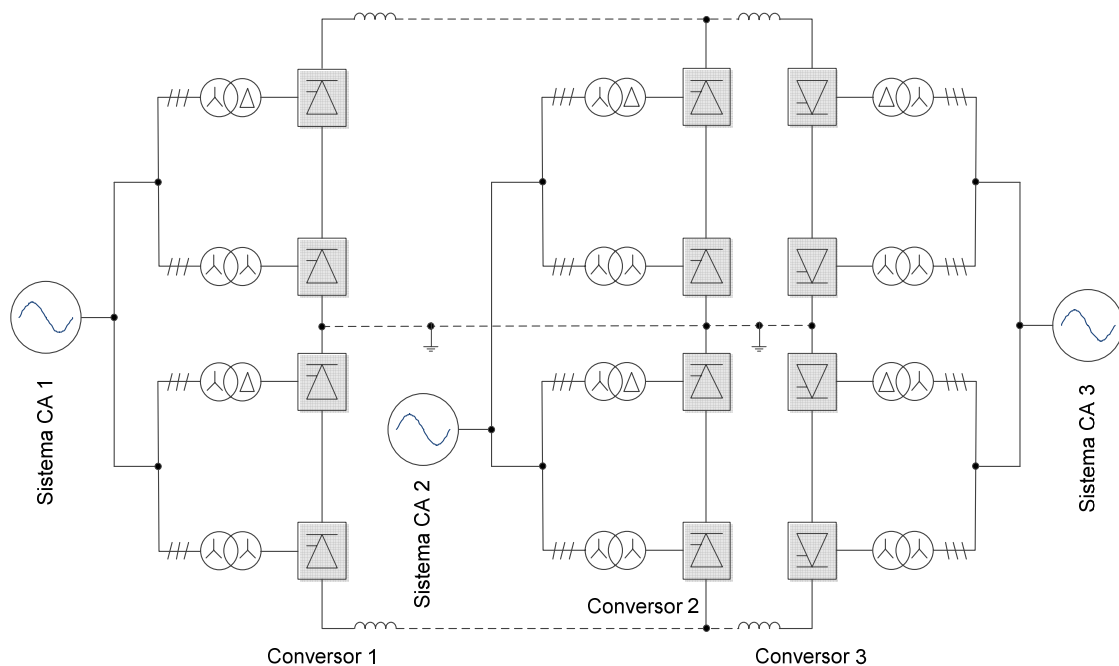 Sistema CA 1
Sistema CA 2
Sistema CA 3
Conversor 1
Conversor 2
Conversor 3